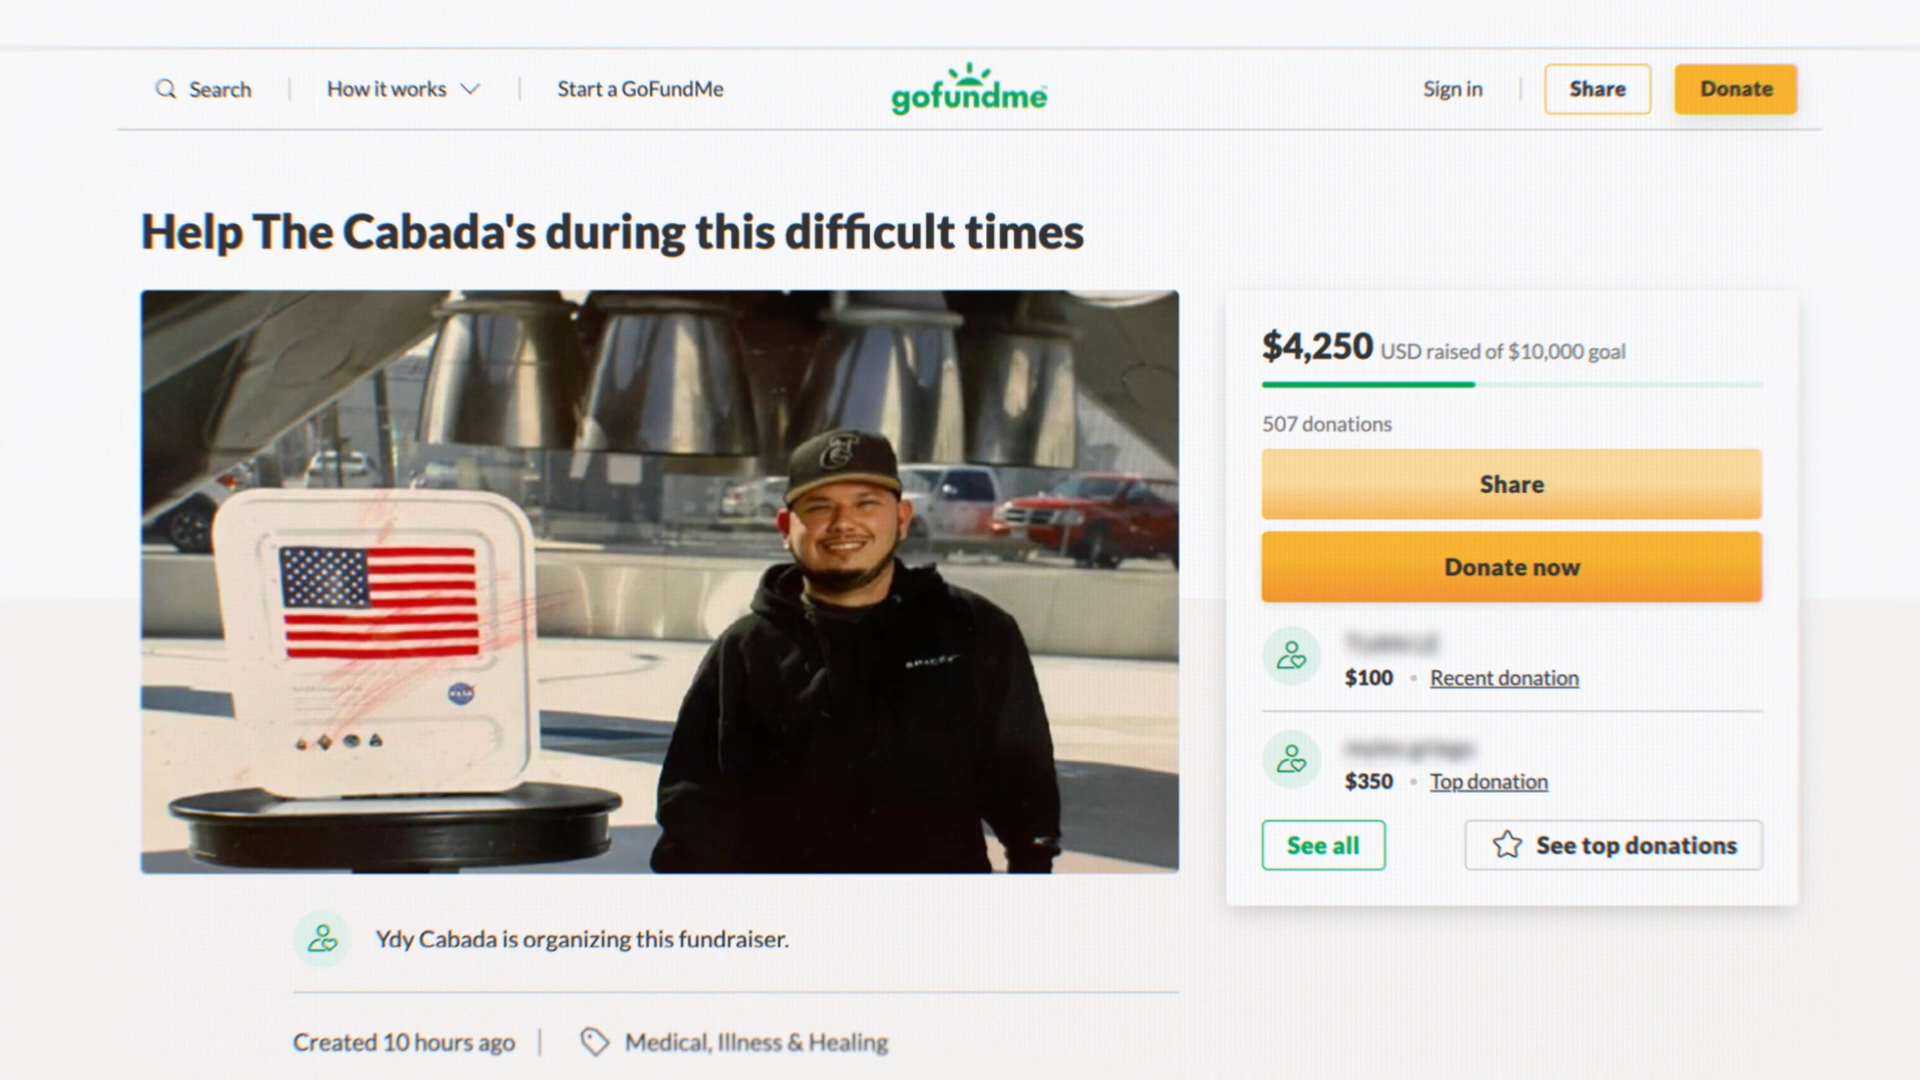 Search
How it works
Start a GoFundMe
gofundme
Sign in
Share
Donate
Help The Cabada's during this difficult times
$4,250 USD raised of $10,000 goal
507 donations
Share
Donate now
$100 • Recent donation
$350 • Top donation
See all
See top donations
NASA
Ydy Cabada is organizing this fundraiser.
Created 10 hours ago
Medical, Illness & Healing